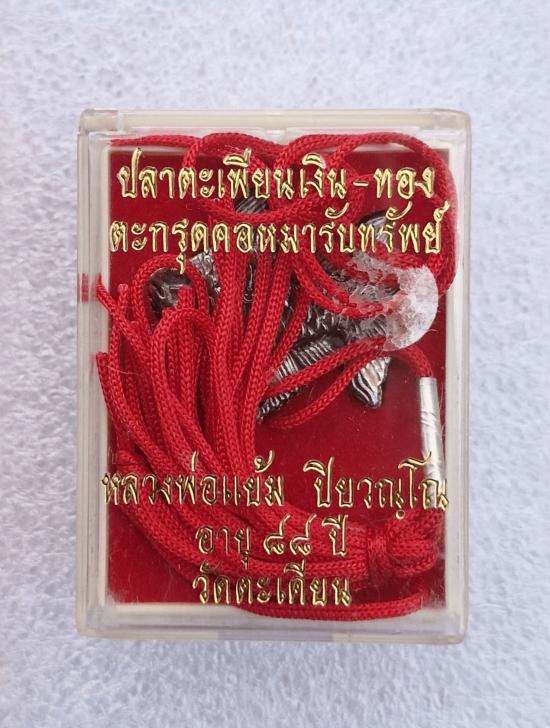 ปลาตะเพียนเงิน-ทอง
ตะกรุดคอหมารับทรัพย์
หลวงพ่อแย้ม ปิยวณฺโณ
อายุ ๘๘ ปี
วัดตะเคียน